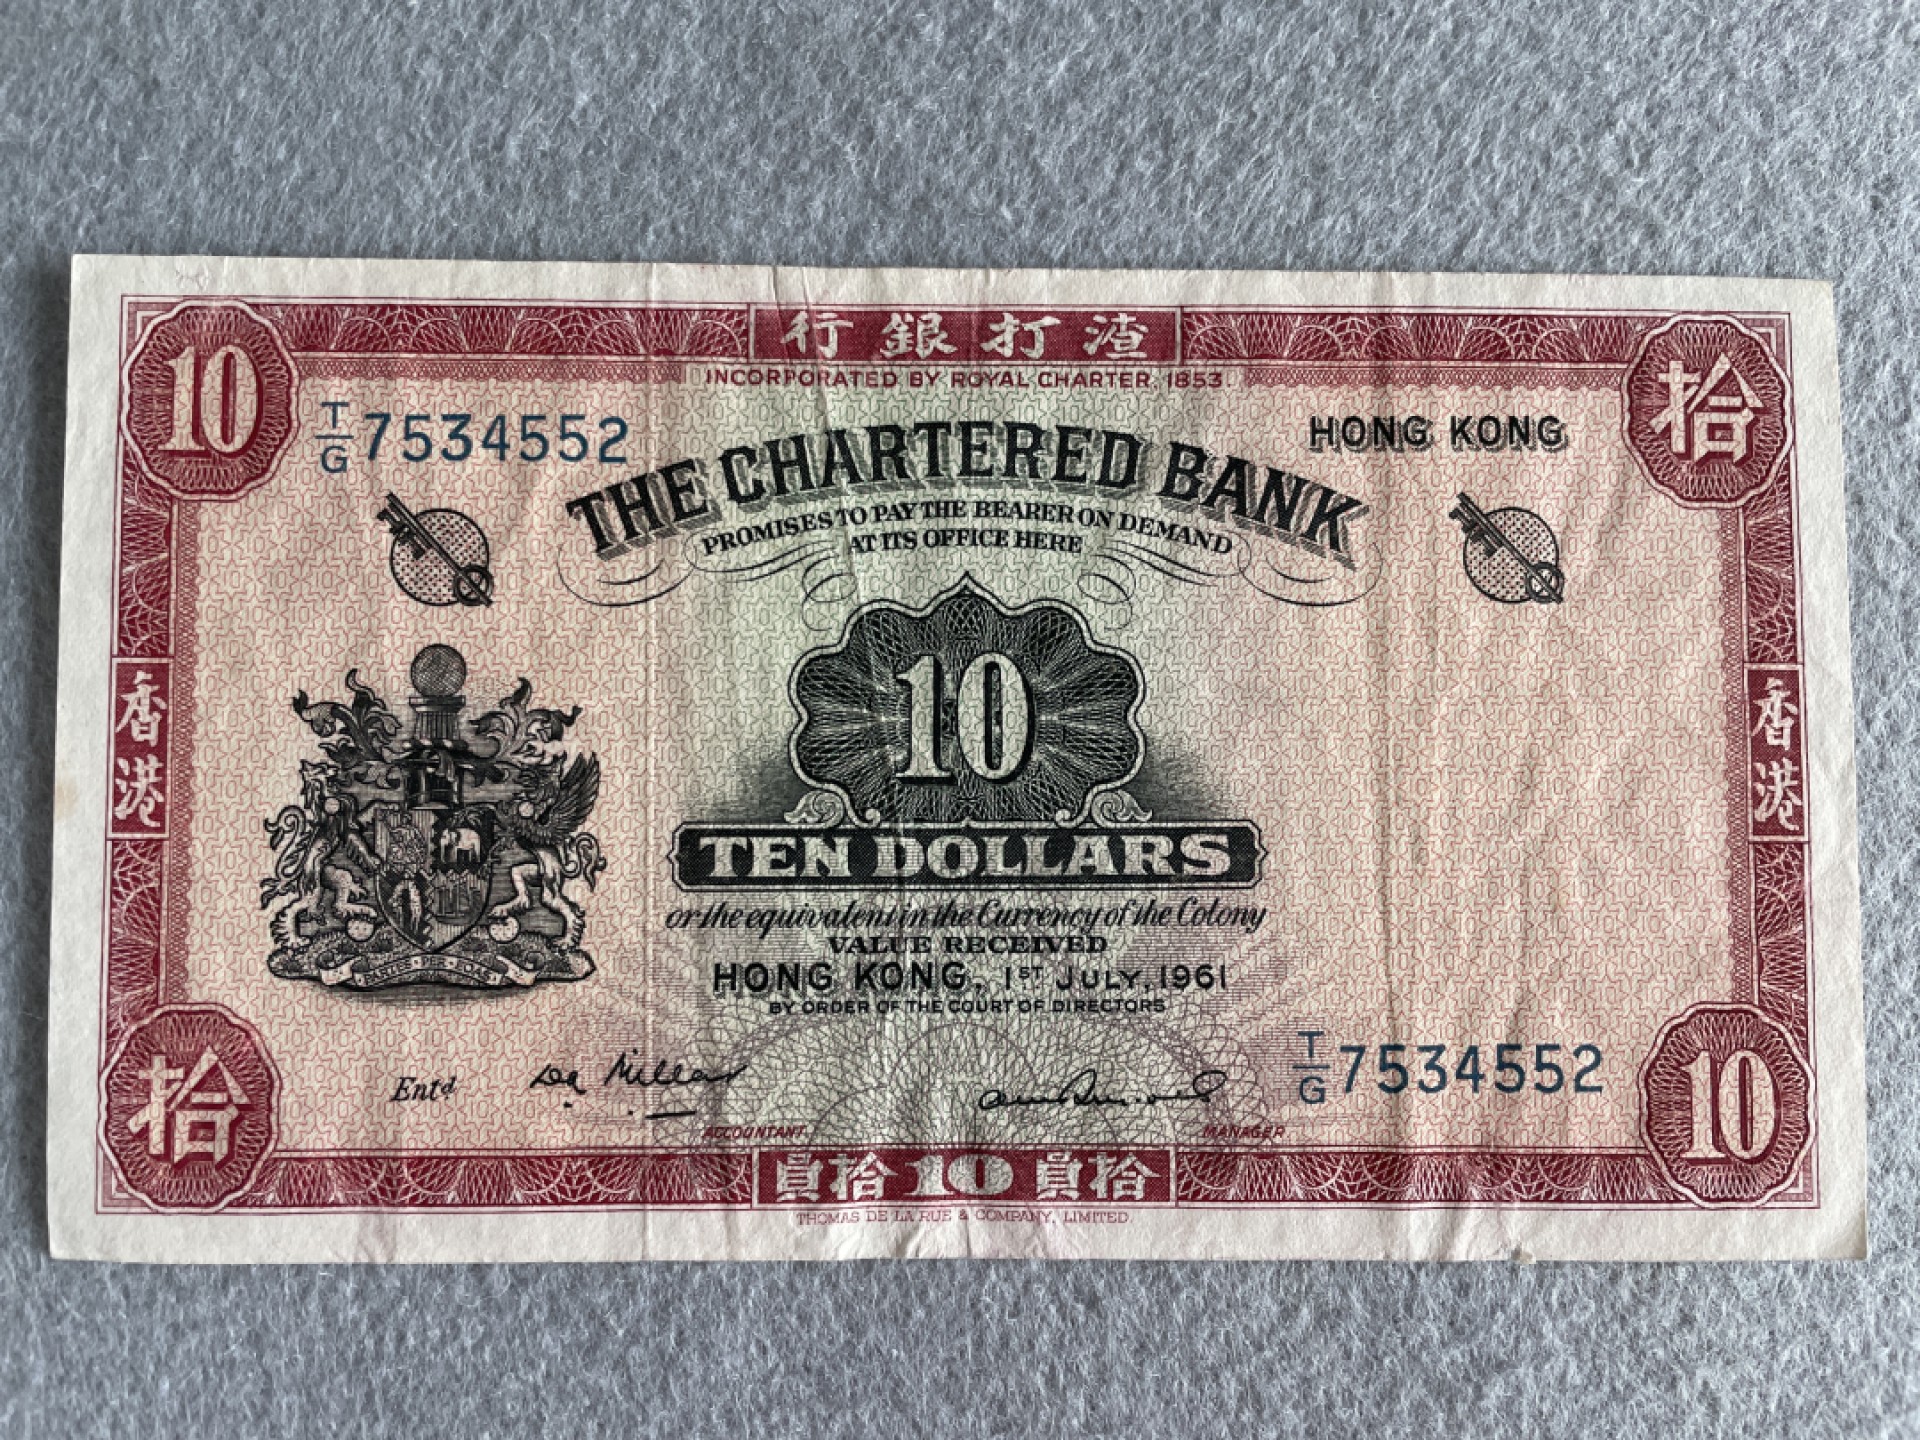 行銀打渣
INCORPORATED BY ROYAL CHARTER, 1853.
10
拾
T/G 7534552
HONG KONG
THE CHARTERED BANK
PROMISES TO PAY THE BEARER ON DEMAND
AT ITS OFFICE HERE
10
香港
香港
TEN DOLLARS
or the equivalent in the Currency of the Colony
VALUE RECEIVED
HONG KONG, 1ST JULY, 1961
BY ORDER OF THE COURT OF DIRECTORS
T/G 7534552
Entd
ACCOUNTANT
MANAGER
拾
10
員拾 10 員拾
THOMAS DE LA RUE & COMPANY, LIMITED.